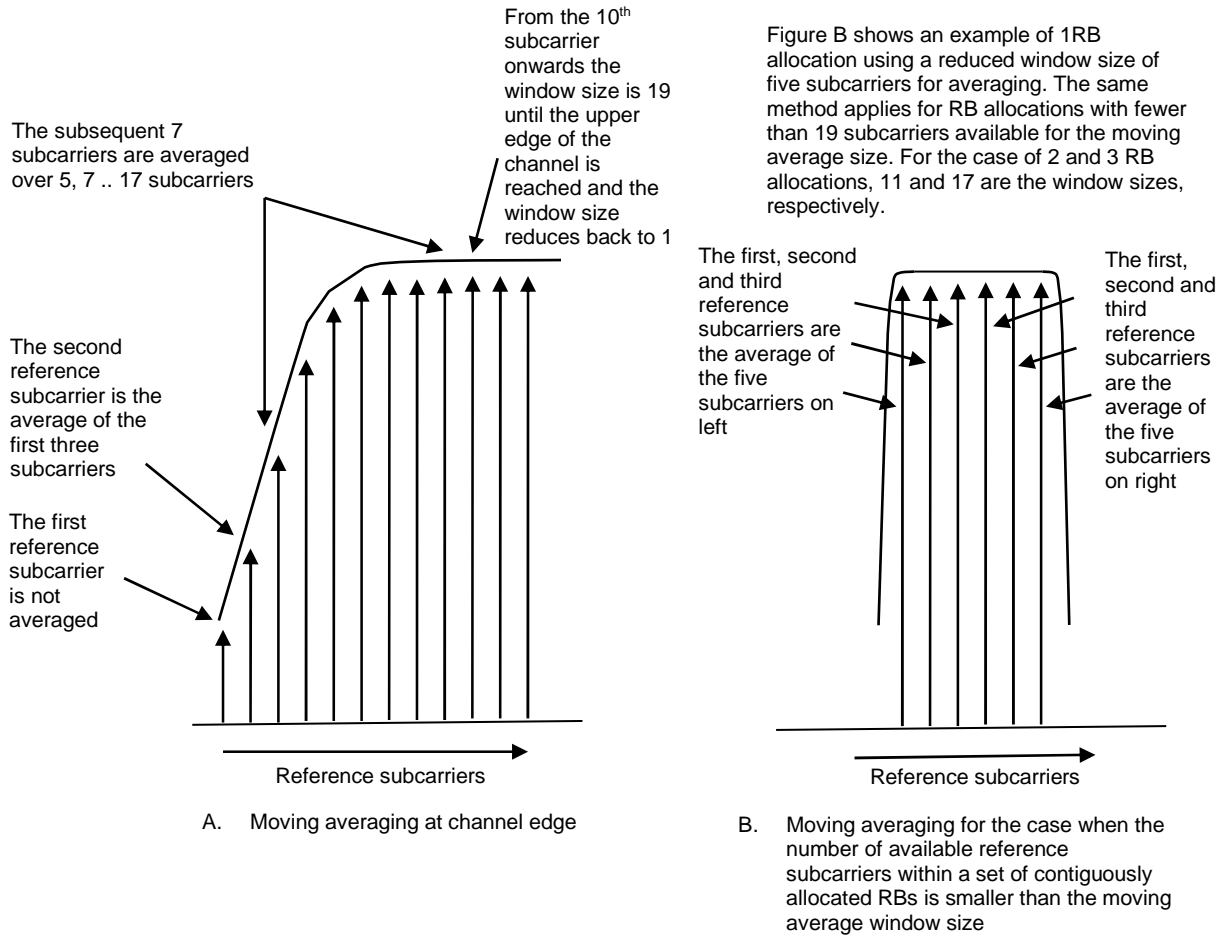 From the 10th
subcarrier
onwards the
window size is 19
until the upper
edge of the
channel is
reached and the
window size
reduces back to 1
The subsequent 7
subcarriers are averaged
over 5, 7 .. 17 subcarriers
The second
reference
subcarrier is the
average of the
first three
subcarriers
The first
reference
subcarrier
is not
averaged
Reference subcarriers
A. Moving averaging at channel edge
Figure B shows an example of 1RB
allocation using a reduced window size of
five subcarriers for averaging. The same
method applies for RB allocations with fewer
than 19 subcarriers available for the moving
average size. For the case of 2 and 3 RB
allocations, 11 and 17 are the window sizes,
respectively.
The first, second
and third
reference
subcarriers are
the average of
the five
subcarriers on
left
The first,
second and
third
reference
subcarriers
are the
average of
the five
subcarriers
on right
Reference subcarriers
B. Moving averaging for the case when the
number of available reference
subcarriers within a set of contiguously
allocated RBs is smaller than the moving
average window size